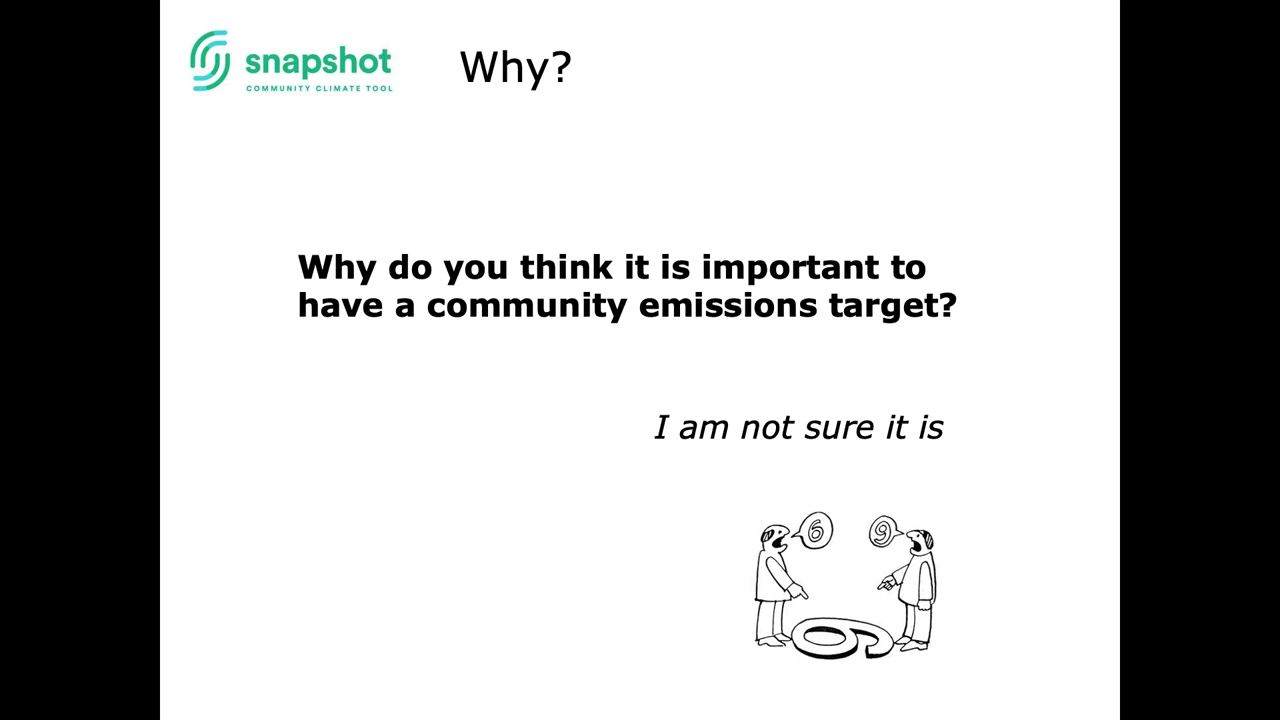 snapshot
COMMUNITY CLIMATE TOOL
Why?
Why do you think it is important to
have a community emissions target?
I am not sure it is
6
9